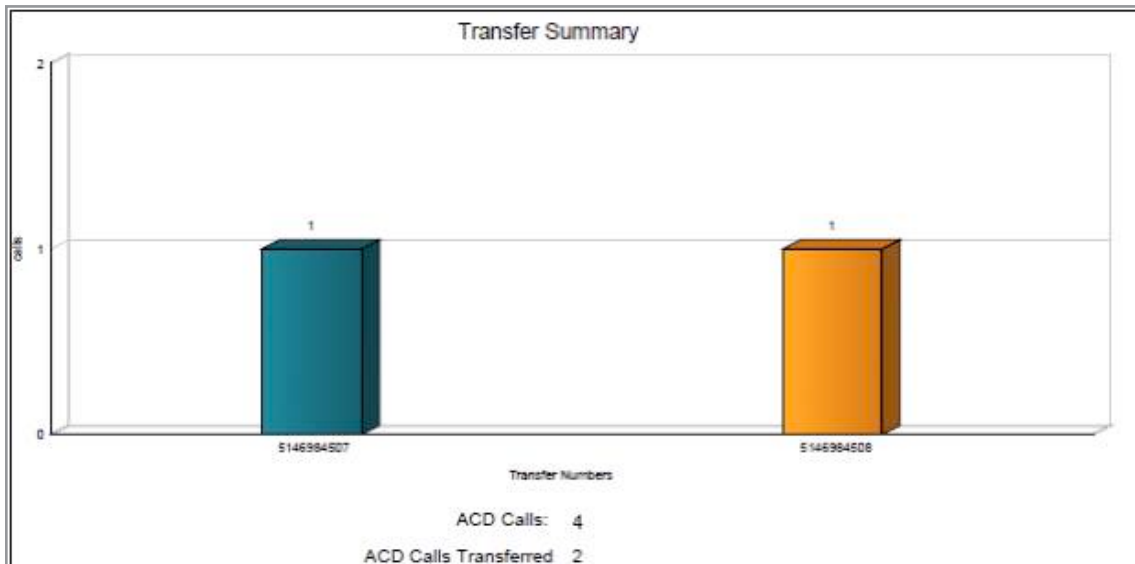 Transfer Summary
2
1
1
1
calls
0
5146984507
5146984508
Transfer Numbers
ACD Calls: 4
ACD Calls Transferred 2